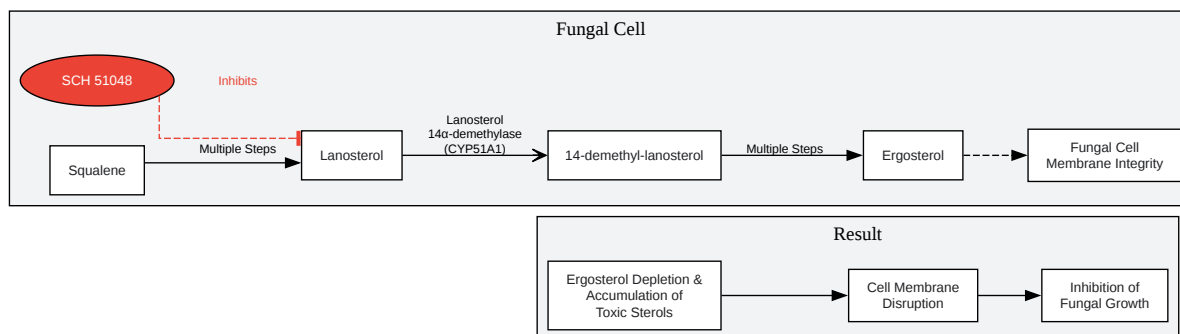 Fungal Cell
SCH 51048
Inhibits
Squalene
Multiple Steps
Lanosterol
Lanosterol
14α-demethylase
(CYP51A1)
14-demethyl-lanosterol
Multiple Steps
Ergosterol
Fungal Cell
Membrane Integrity
Result
Ergosterol Depletion &
Accumulation of
Toxic Sterols
Cell Membrane
Disruption
Inhibition of
Fungal Growth